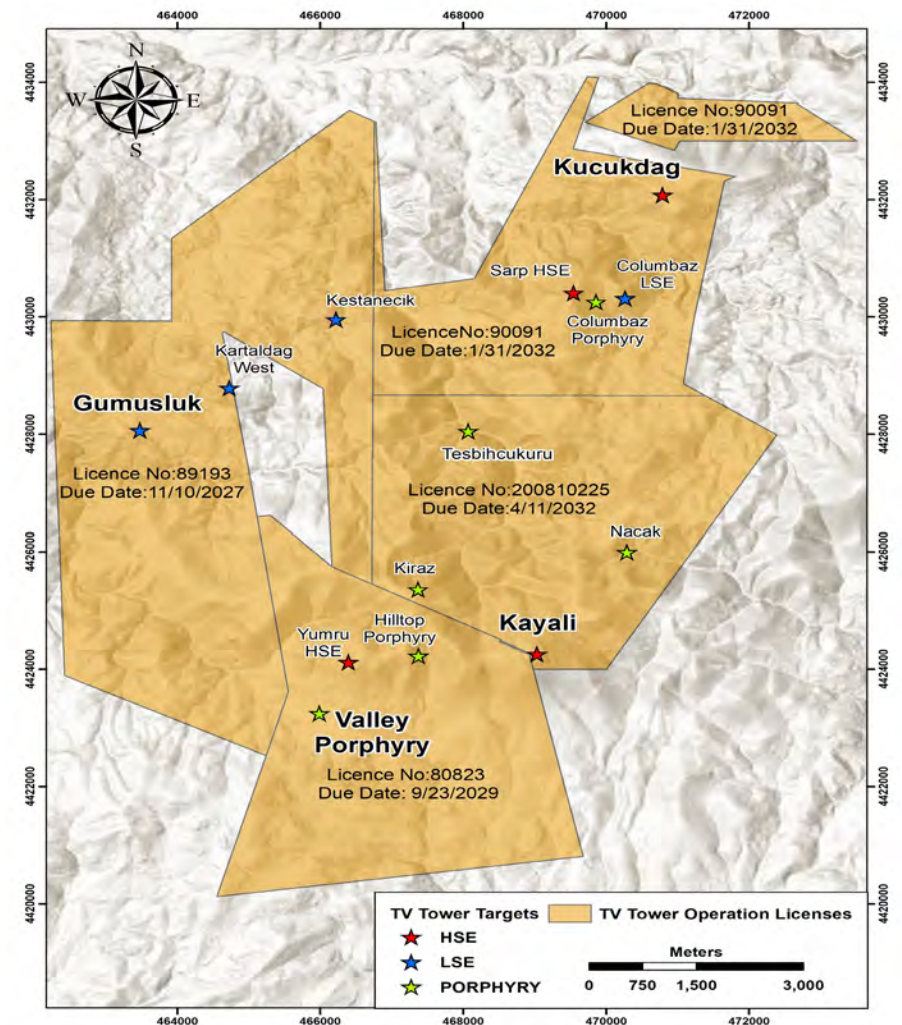 464000 466000 468000 470000 472000
N
W E
S
4434000 4434000
Licence No:90091
Due Date:1/31/2032
Kucukdag
4432000 4432000
Sarp HSE
Columbaz
LSE
Kestanecik
4430000 4430000
Columbaz
Porphyry
LicenceNo:90091
Due Date:1/31/2032
Kartaldag
West
Gumusluk
4428000 4428000
Tesbihcukuru
Licence No:89193
Due Date:11/10/2027
Licence No:200810225
Due Date:4/11/2032
Nacak
4426000 4426000
Kiraz
Kayali
Hilltop
Porphyry
Yumru
HSE
4424000 4424000
Valley
Porphyry
Licence No:80823
Due Date: 9/23/2029
4422000 4422000
4420000 4420000
TV Tower Targets
TV Tower Operation Licenses
HSE
LSE
PORPHYRY
Meters
0 750 1,500 3,000
464000 466000 468000 470000 472000